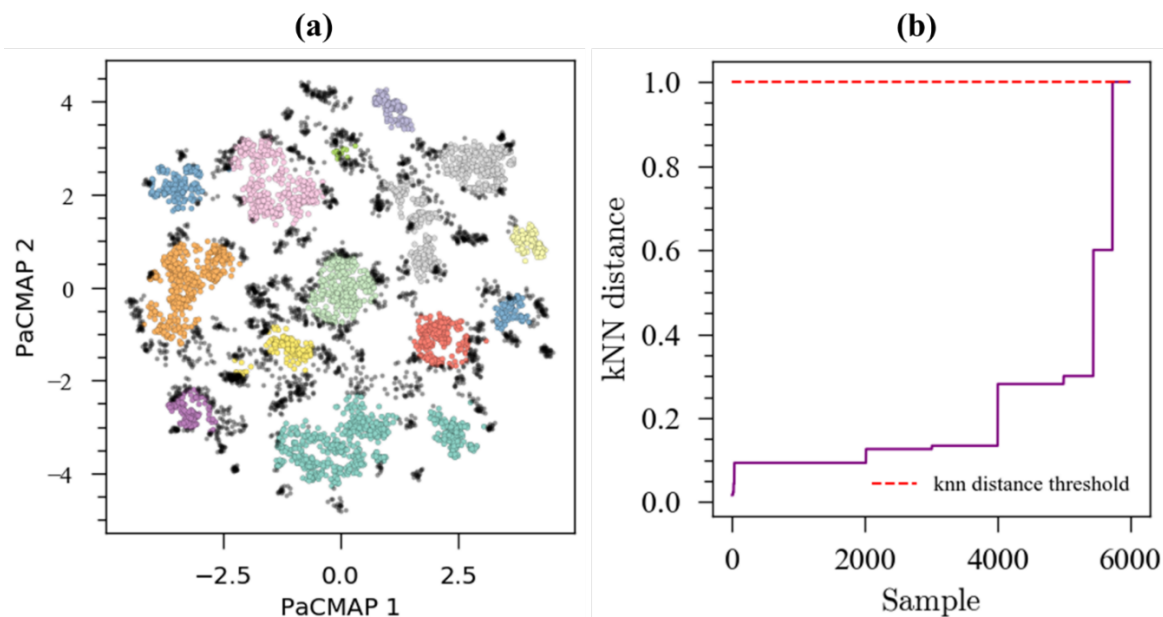 (a)
4
2
0
−2
−4
PaCMAP 2
−2.5 0.0 2.5
PaCMAP 1
(b)
1.0
0.8
0.6
0.4
0.2
0.0
kNN distance
knn distance threshold
0 2000 4000 6000
Sample